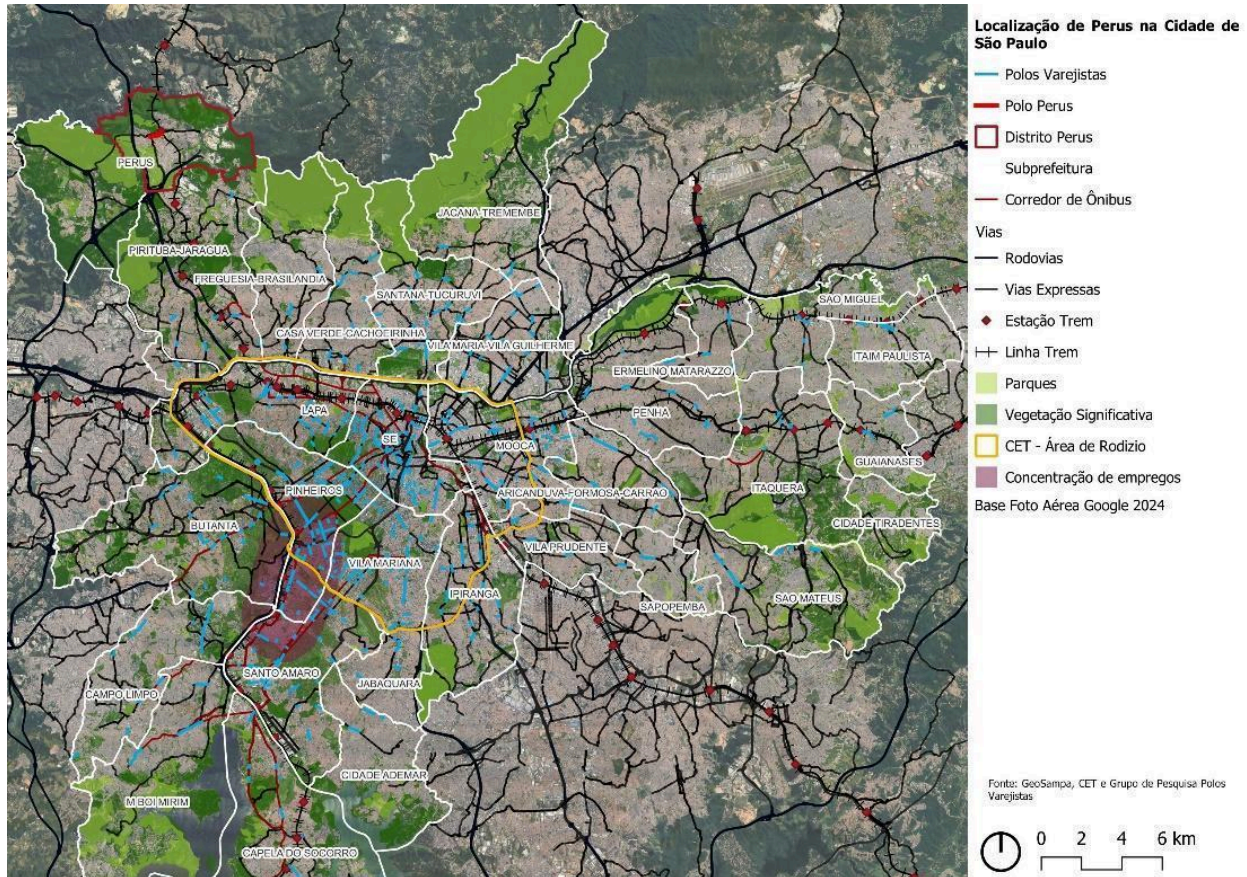 PERUS
JAÇANA-TREMEMBE
PIRITUBA-JARAGUA
FREGUESIA-BRASILANDIA
SANTANA-TUCURUVI
SAO MIGUEL
CASA VERDE-CACHOEIRINHA
VILA MARIA-VILA GUILHERME
ITAIM PAULISTA
ERMELINO MATARAZZO
LAPA
PENHA
SE
MOOCA
GUAIANASES
PINHEIROS
ARICANDUVA-FORMOSA-CARRAO
ITAQUERA
BUTANTA
CIDADE TIRADENTES
VILA PRUDENTE
VILA MARIANA
IPIRANGA
SAPOPEMBA
SAO MATEUS
SANTO AMARO
JABAQUARA
CAMPO LIMPO
CIDADE ADEMAR
M BOI MIRIM
CAPELA DO SOCORRO
Localização de Perus na Cidade de
São Paulo
Polos Varejistas
Polo Perus
Distrito Perus
Subprefeitura
Corredor de Ônibus
Vias
Rodovias
Vias Expressas
Estação Trem
Linha Trem
Parques
Vegetação Significativa
CET - Área de Rodizio
Concentração de empregos
Base Foto Aérea Google 2024
Fonte: GeoSampa, CET e Grupo de Pesquisa Polos
Varejistas
0 2 4 6 km